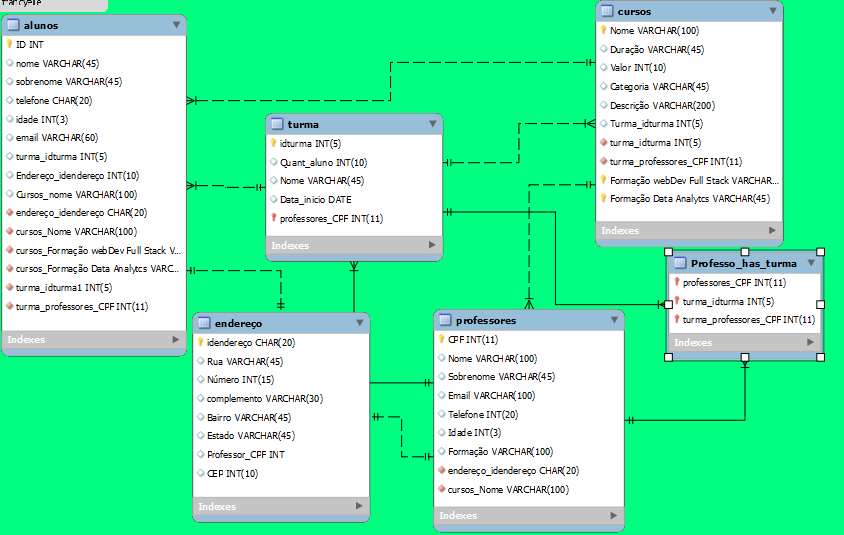 francyelle
alunos
ID INT
nome VARCHAR(45)
sobrenome VARCHAR(45)
telefone CHAR(20)
idade INT(3)
email VARCHAR(60)
turma_idturma INT(5)
Endereço_idendereço INT(10)
Cursos_nome VARCHAR(100)
endereço_idendereço CHAR(20)
cursos_Nome VARCHAR(100)
cursos_Formação webDev Full Stack V...
cursos_Formação Data Analytcs VARC...
turma_idturma1 INT(5)
turma_professores_CPF INT(11)
Indexes
turma
idturma INT(5)
Quant_aluno INT(10)
Nome VARCHAR(45)
Data_inicio DATE
professores_CPF INT(11)
Indexes
cursos
Nome VARCHAR(100)
Duração VARCHAR(45)
Valor INT(10)
Categoria VARCHAR(45)
Descrição VARCHAR(200)
Turma_idturma INT(5)
turma_idturma INT(5)
turma_professores_CPF INT(11)
Formação webDev Full Stack VARCHAR...
Formação Data Analytcs VARCHAR(45)
Indexes
Professo_has_turma
professores_CPF INT(11)
turma_idturma INT(5)
turma_professores_CPF INT(11)
Indexes
endereço
idendereço CHAR(20)
Rua VARCHAR(45)
Número INT(15)
complemento VARCHAR(30)
Bairro VARCHAR(45)
Estado VARCHAR(45)
Professor_CPF INT
CEP INT(10)
Indexes
professores
CPF INT(11)
Nome VARCHAR(100)
Sobrenome VARCHAR(45)
Email VARCHAR(100)
Telefone INT(20)
Idade INT(3)
Formação VARCHAR(100)
endereço_idendereço CHAR(20)
cursos_Nome VARCHAR(100)
Indexes